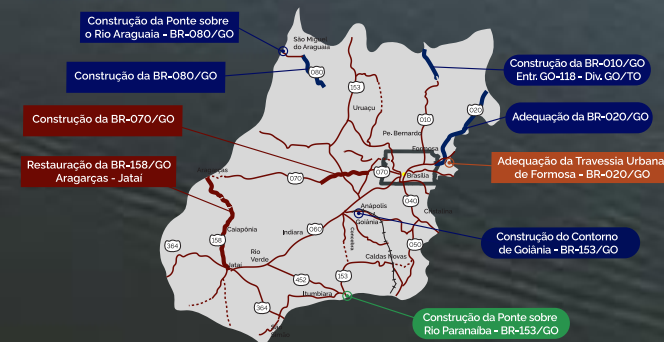 Construção da Ponte sobre
o Rio Araguaia - BR-080/GO
São Miguel
do Araguaia
Construção da BR-080/GO
080
153
Uruaçu
Construção da BR-010/GO
Entr. GO-118 - Div. GO/TO
020
010
Adequação da BR-020/GO
Construção da BR-070/GO
Pe. Bernardo
Formosa
Restauração da BR-158/GO
Aragarças - Jataí
Aragarças
070
070
Brasília
Adequação da Travessia Urbana
de Formosa - BR-020/GO
040
Anápolis
Goiânia
Cristalina
158
Caiapônia
Indiara
060
364
Rio
Verde
050
Construção do Contorno
de Goiânia - BR-153/GO
Jataí
Caldas Novas
452
153
Itumbiara
364
Construção da Ponte sobre
Rio Paranaíba - BR-153/GO